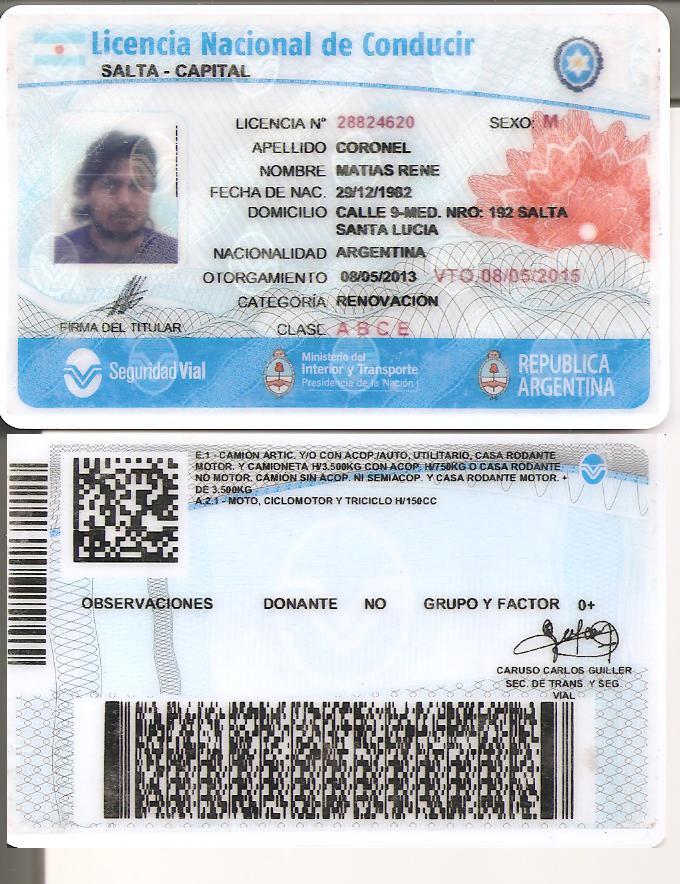 Licencia Nacional de Conducir
SALTA - CAPITAL
LICENCIA Nº 28824620 SEXO: M
APELLIDO CORONEL
NOMBRE MATIAS RENE
FECHA DE NAC. 29/12/1982
DOMICILIO CALLE 9-MED. NRO: 192 SALTA
SANTA LUCIA
NACIONALIDAD ARGENTINA
OTORGAMIENTO 08/05/2013 VTO.08/05/2015
CATEGORÍA RENOVACIÓN
FIRMA DEL TITULAR CLASE A B C E
Seguridad Vial
Ministerio del
Interior y Transporte
Presidencia de la Nación
REPUBLICA
ARGENTINA
E.1 - CAMIÓN ARTIC. Y/O CON ACOP./AUTO, UTILITARIO, CASA RODANTE
MOTOR. Y CAMIONETA H/3.500KG CON ACOP. H/750KG O CASA RODANTE
NO MOTOR. CAMIÓN SIN ACOP. NI SEMIACOP. Y CASA RODANTE MOTOR. +
DE 3.500KG
A.2.1 - MOTO, CICLOMOTOR Y TRICICLO H/150CC
OBSERVACIONES DONANTE NO GRUPO Y FACTOR 0+
CARUSO CARLOS GUILLER
SEC. DE TRANS. Y SEG.
VIAL